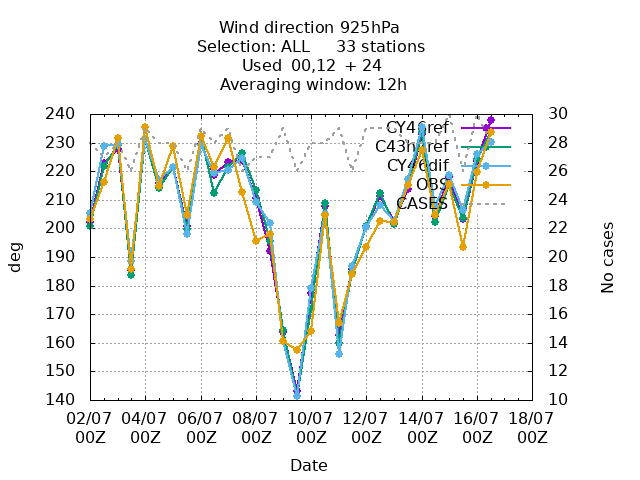 Wind direction 925hPa
Selection: ALL 33 stations
Used 00,12 + 24
Averaging window: 12h
240 30
230 28
220 26
210 24
200 22
190 20
180 18
170 16
160 14
150 12
140 10
C43h
CY46dif
OBS
CASES
deg
No cases
02/07 04/07 06/07 08/07 10/07 12/07 14/07 16/07 18/07
00Z 00Z 00Z 00Z 00Z 00Z 00Z 00Z 00Z
Date